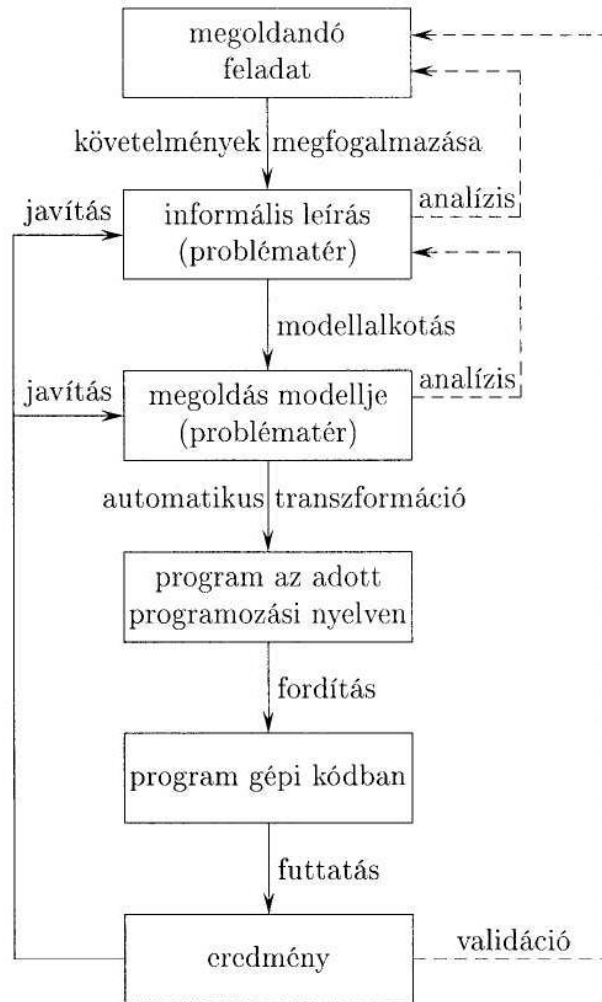 megoldandó
feladat
követelmények megfogalmazása
javítás
informális leírás
(problématér)
analízis
modellalkotás
javítás
megoldás modellje
(problématér)
analízis
automatikus transzformáció
program az adott
programozási nyelven
fordítás
program gépi kódban
futtatás
eredmény
validáció